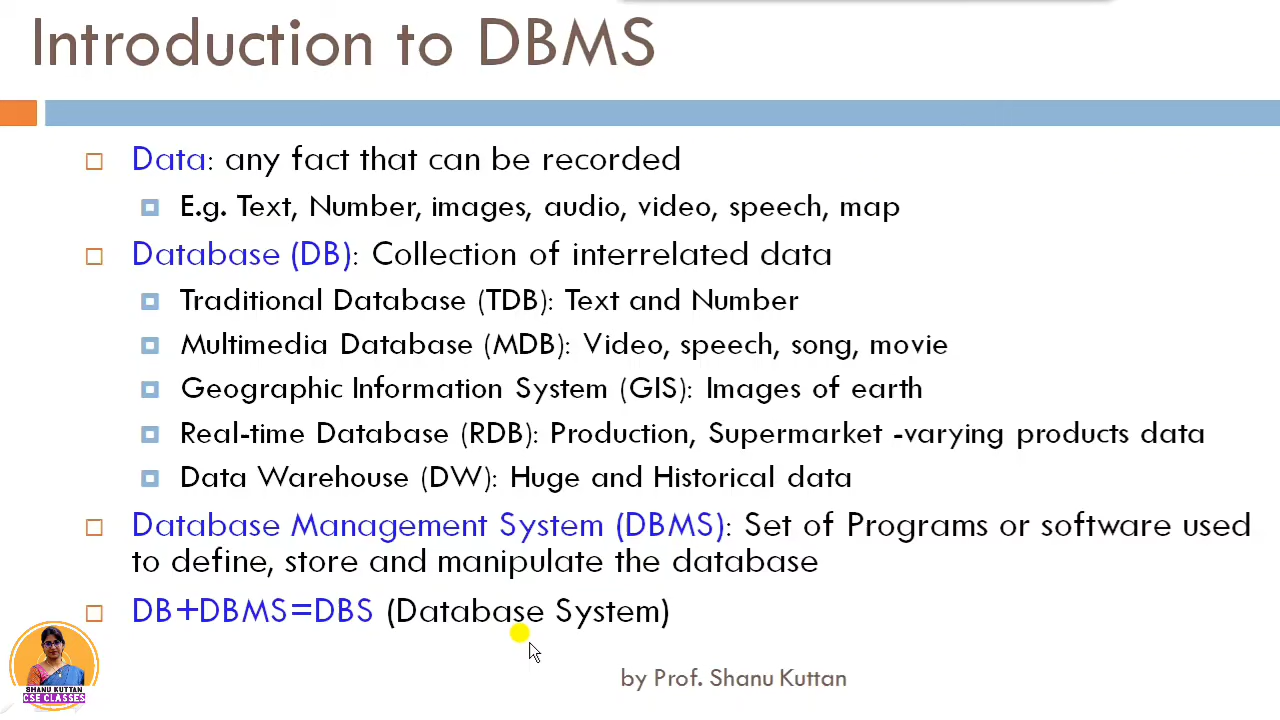 Introduction to DBMS
Data: any fact that can be recorded
E.g. Text, Number, images, audio, video, speech, map
Database (DB): Collection of interrelated data
Traditional Database (TDB): Text and Number
Multimedia Database (MDB): Video, speech, song, movie
Geographic Information System (GIS): Images of earth
Real-time Database (RDB): Production, Supermarket -varying products data
Data Warehouse (DW): Huge and Historical data
Database Management System (DBMS): Set of Programs or software used
to define, store and manipulate the database
DB+DBMS=DBS (Database System)
SHANU KUTTAN
CSE CLASSES
by Prof. Shanu Kuttan